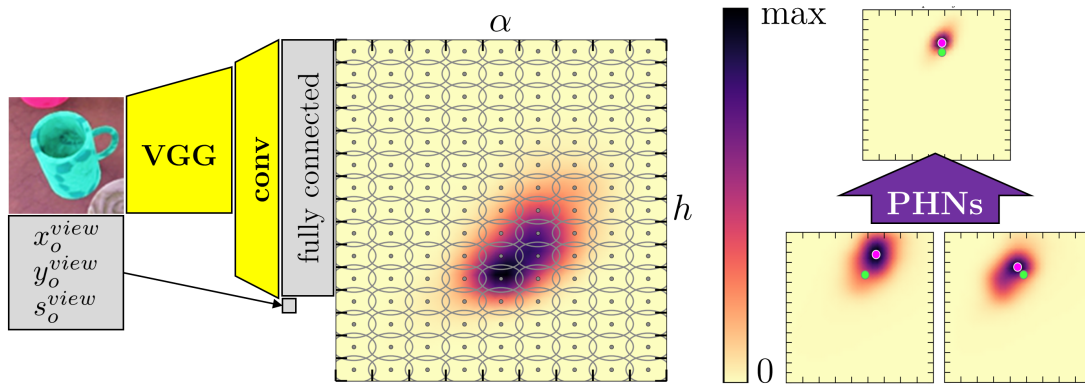 VGG
conv
fully connected
x_o^{view}
y_o^{view}
s_o^{view}
α
h
max
0
PHNs